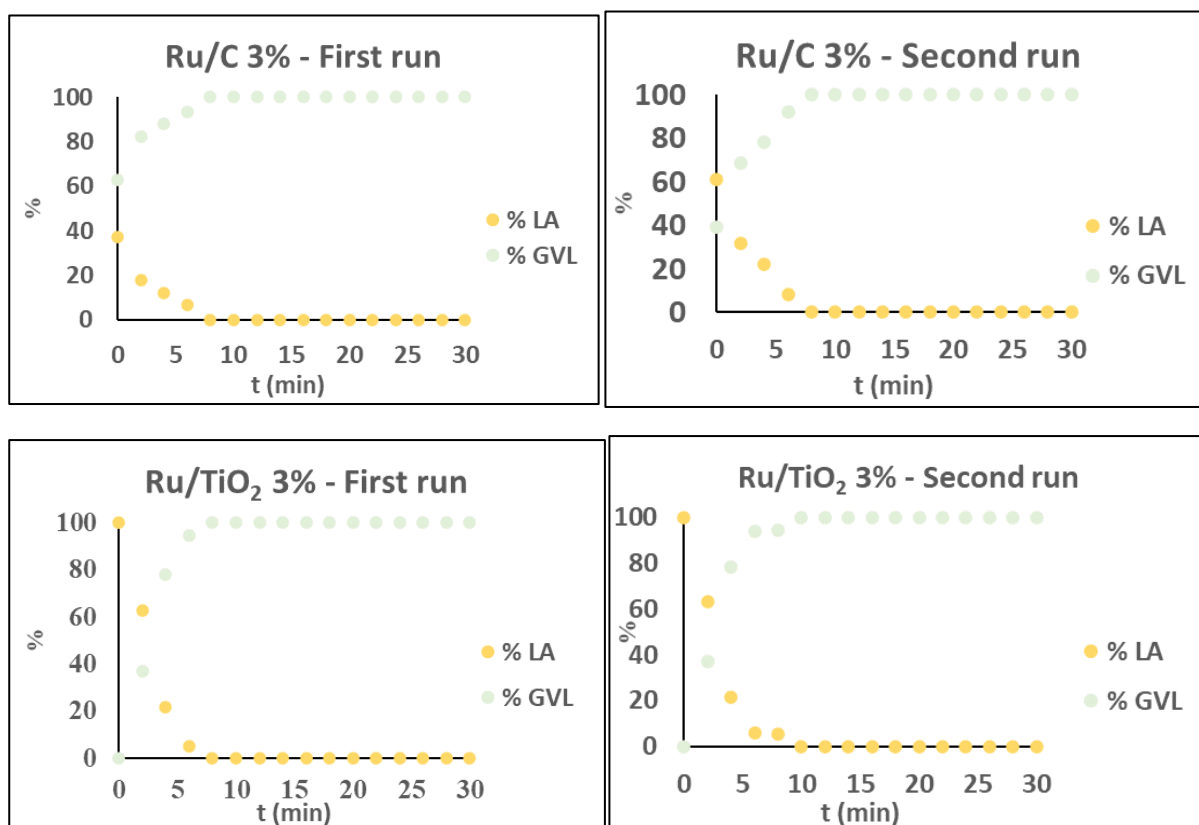 Ru/C 3% - First run
100
80
60
40
20
0
%
0 5 10 15 20 25 30
t (min)
% LA
% GVL
Ru/C 3% - Second run
100
80
60
40
20
0
%
0 5 10 15 20 25 30
t (min)
% LA
% GVL
Ru/TiO₂ 3% - First run
100
80
60
40
20
0
%
0 5 10 15 20 25 30
t (min)
% LA
% GVL
Ru/TiO₂ 3% - Second run
100
80
60
40
20
0
%
0 5 10 15 20 25 30
t (min)
% LA
% GVL